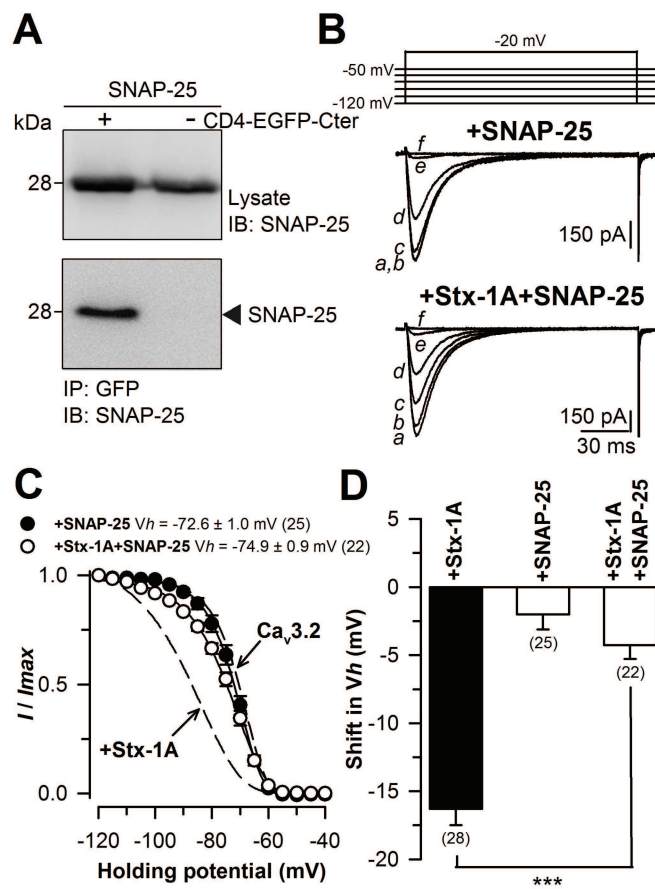 A
SNAP-25
kDa + - CD4-EGFP-Cter
28
Lysate
IB: SNAP-25
28
SNAP-25
IP: GFP
IB: SNAP-25
B
-20 mV
-50 mV
-120 mV
+SNAP-25
f
e
d
c
a,b
150 pA
+Stx-1A+SNAP-25
f
e
d
c
b
a
150 pA
30 ms
C
+SNAP-25 Vh = -72.6 ± 1.0 mV (25)
+Stx-1A+SNAP-25 Vh = -74.9 ± 0.9 mV (22)
1.0
0.5
0.0
I / Imax
Cav3.2
+Stx-1A
-120 -100 -80 -60 -40
Holding potential (mV)
D
+Stx-1A
+SNAP-25
+Stx-1A
+SNAP-25
0
-5
-10
-15
-20
Shift in Vh (mV)
(25)
(22)
(28)
***